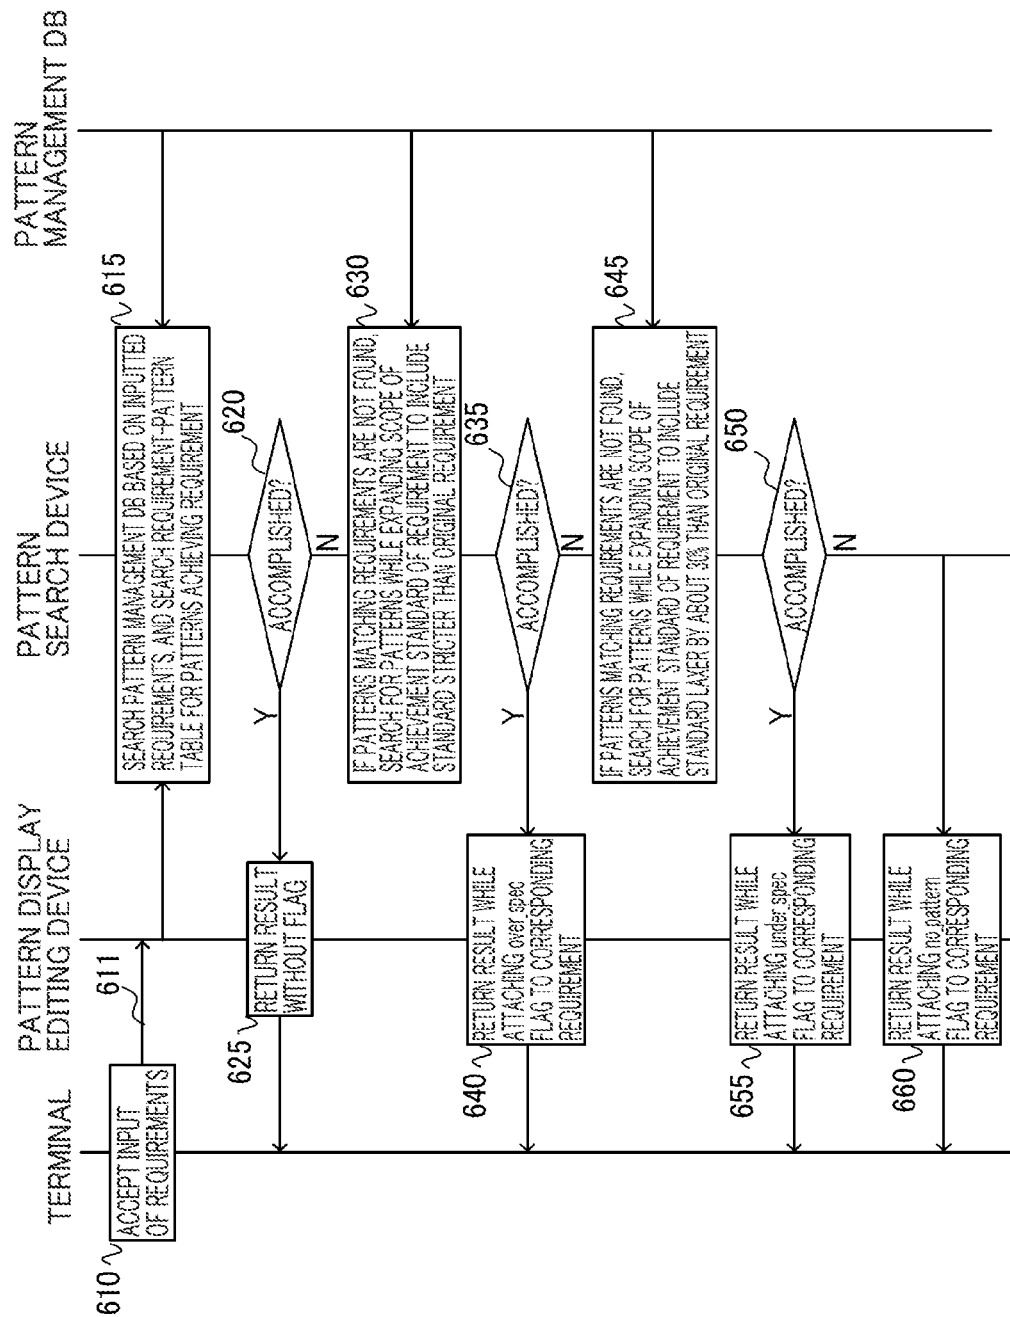 TERMINAL
PATTERN DISPLAY
EDITING DEVICE
PATTERN
SEARCH DEVICE
PATTERN
MANAGEMENT DB
610
ACCEPT INPUT
OF REQUIREMENTS
611
615
SEARCH PATTERN MANAGEMENT DB BASED ON INPUTTED
REQUIREMENTS, AND SEARCH REQUIREMENT-PATTERN
TABLE FOR PATTERNS ACHIEVING REQUIREMENT
620
ACCOMPLISHED?
Y
N
625
RETURN RESULT
WITHOUT FLAG
630
IF PATTERNS MATCHING REQUIREMENTS ARE NOT FOUND,
SEARCH FOR PATTERNS WHILE EXPANDING SCOPE OF
ACHIEVEMENT STANDARD OF REQUIREMENT TO INCLUDE
STANDARD STRICTER THAN ORIGINAL REQUIREMENT
635
ACCOMPLISHED?
Y
N
640
RETURN RESULT WHILE
ATTACHING over_spec
FLAG TO CORRESPONDING
REQUIREMENT
645
IF PATTERNS MATCHING REQUIREMENTS ARE NOT FOUND,
SEARCH FOR PATTERNS WHILE EXPANDING SCOPE OF
ACHIEVEMENT STANDARD OF REQUIREMENT TO INCLUDE
STANDARD LAXER BY ABOUT 30% THAN ORIGINAL REQUIREMENT
650
ACCOMPLISHED?
Y
N
655
RETURN RESULT WHILE
ATTACHING under_spec
FLAG TO CORRESPONDING
REQUIREMENT
660
RETURN RESULT WHILE
ATTACHING no_pattern
FLAG TO CORRESPONDING
REQUIREMENT